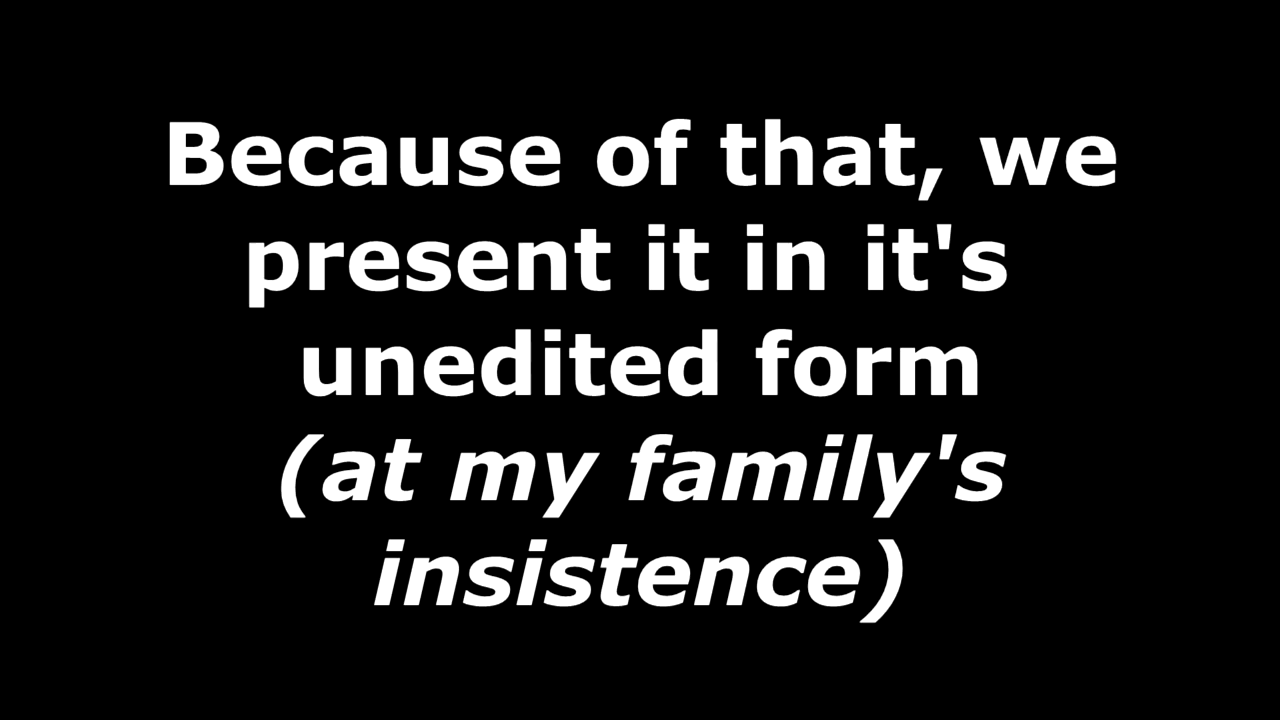 Because of that, we
present it in it's
unedited form
(at my family's
insistence)